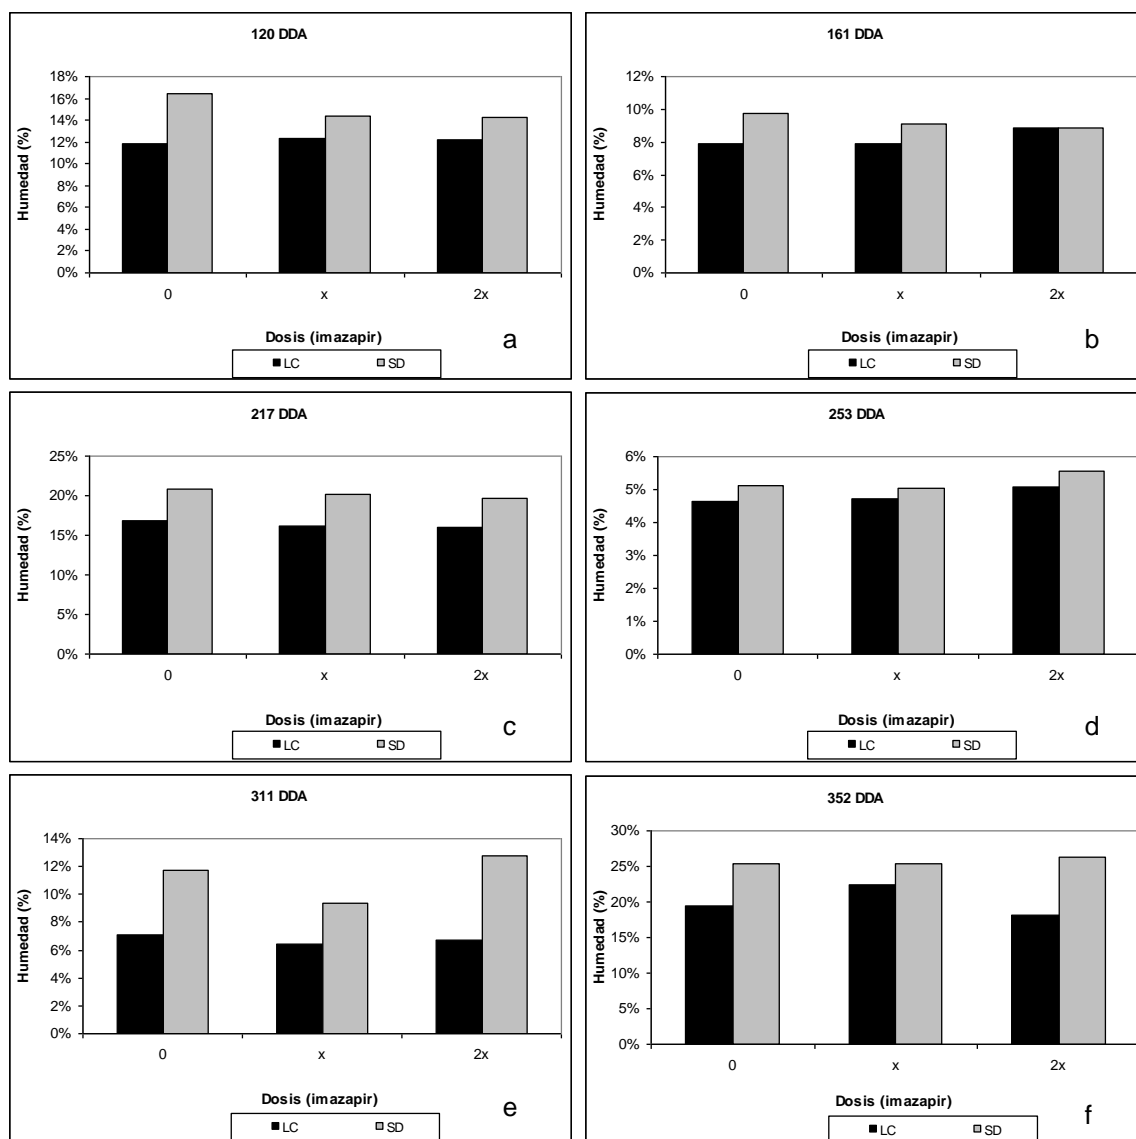 120 DDA
18%
16%
14%
12%
10%
8%
6%
4%
2%
0%
Humedad (%)
0 x 2x
Dosis (imazapir)
LC SD
a
161 DDA
12%
10%
8%
6%
4%
2%
0%
Humedad (%)
0 x 2x
Dosis (imazapir)
LC SD
b
217 DDA
25%
20%
15%
10%
5%
0%
Humedad (%)
0 x 2x
Dosis (imazapir)
LC SD
c
253 DDA
6%
5%
4%
3%
2%
1%
0%
Humedad (%)
0 x 2x
Dosis (imazapir)
LC SD
d
311 DDA
14%
12%
10%
8%
6%
4%
2%
0%
Humedad (%)
0 x 2x
Dosis (imazapir)
LC SD
e
352 DDA
30%
25%
20%
15%
10%
5%
0%
Humedad (%)
0 x 2x
Dosis (imazapir)
LC SD
f